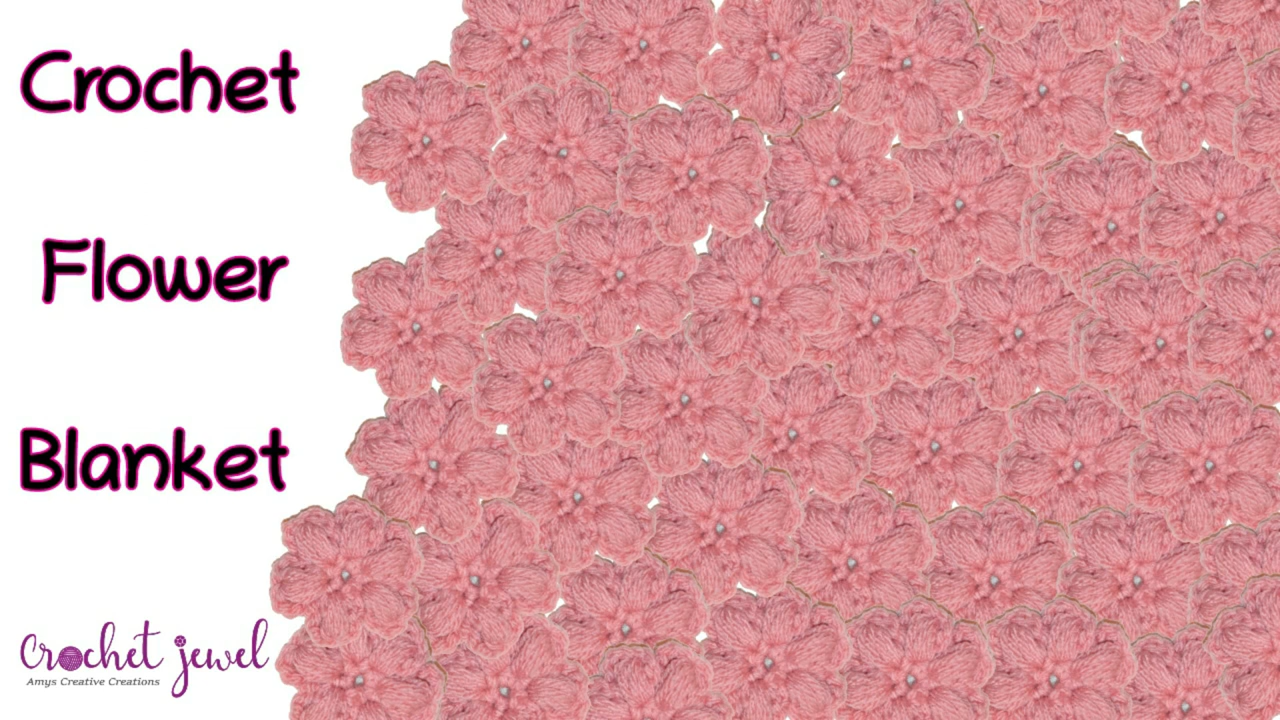 Crochet
Flower
Blanket
Crochet jewel
Amys Creative Creations